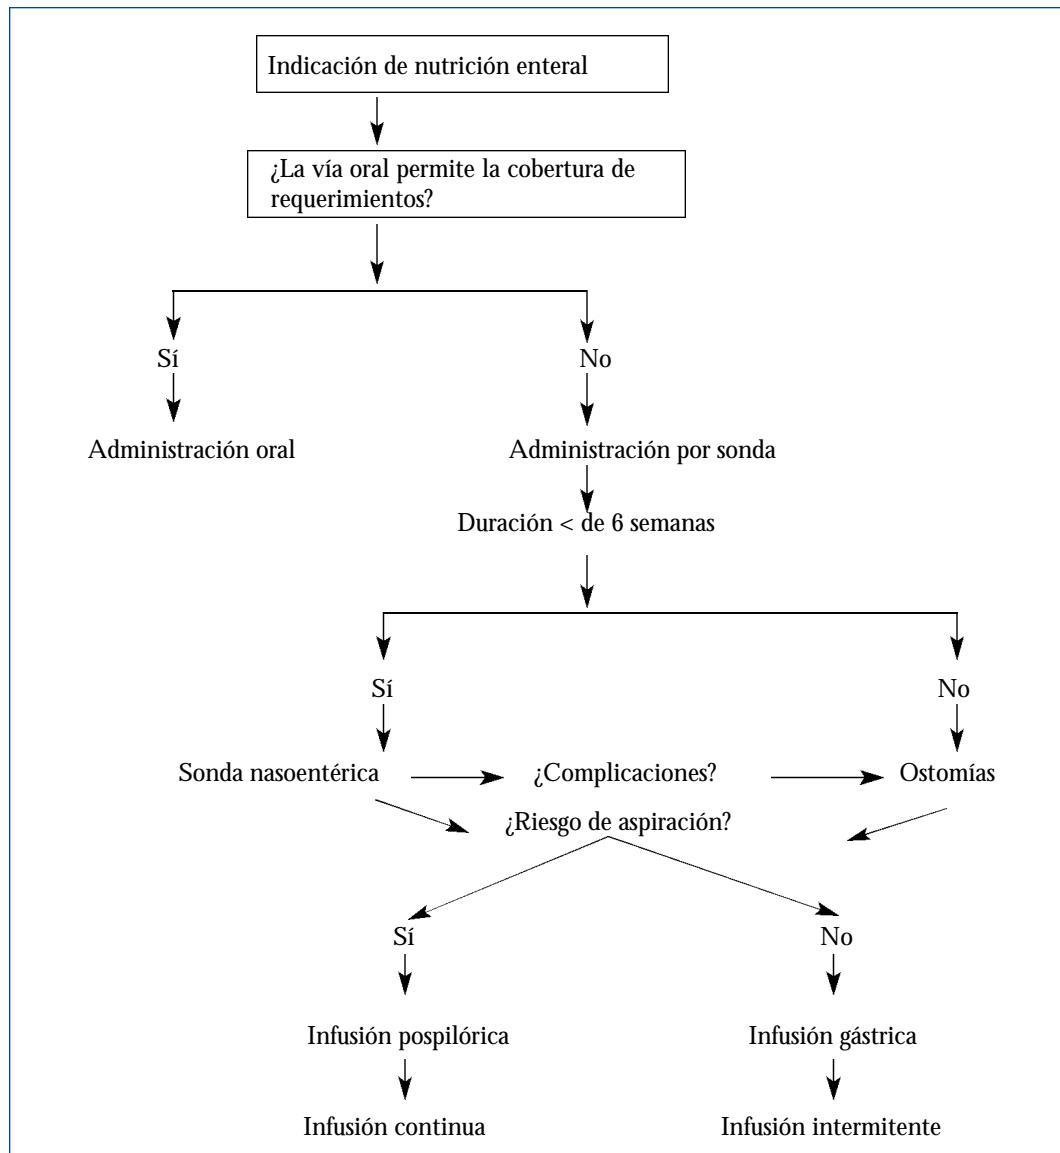 Indicación de nutrición enteral
¿La vía oral permite la cobertura de
requerimientos?
Sí
No
Administración oral
Administración por sonda
Duración < de 6 semanas
Sí
No
Sonda nasoentérica
¿Complicaciones?
Ostomías
¿Riesgo de aspiración?
Sí
No
Infusión pospilórica
Infusión gástrica
Infusión continua
Infusión intermitente